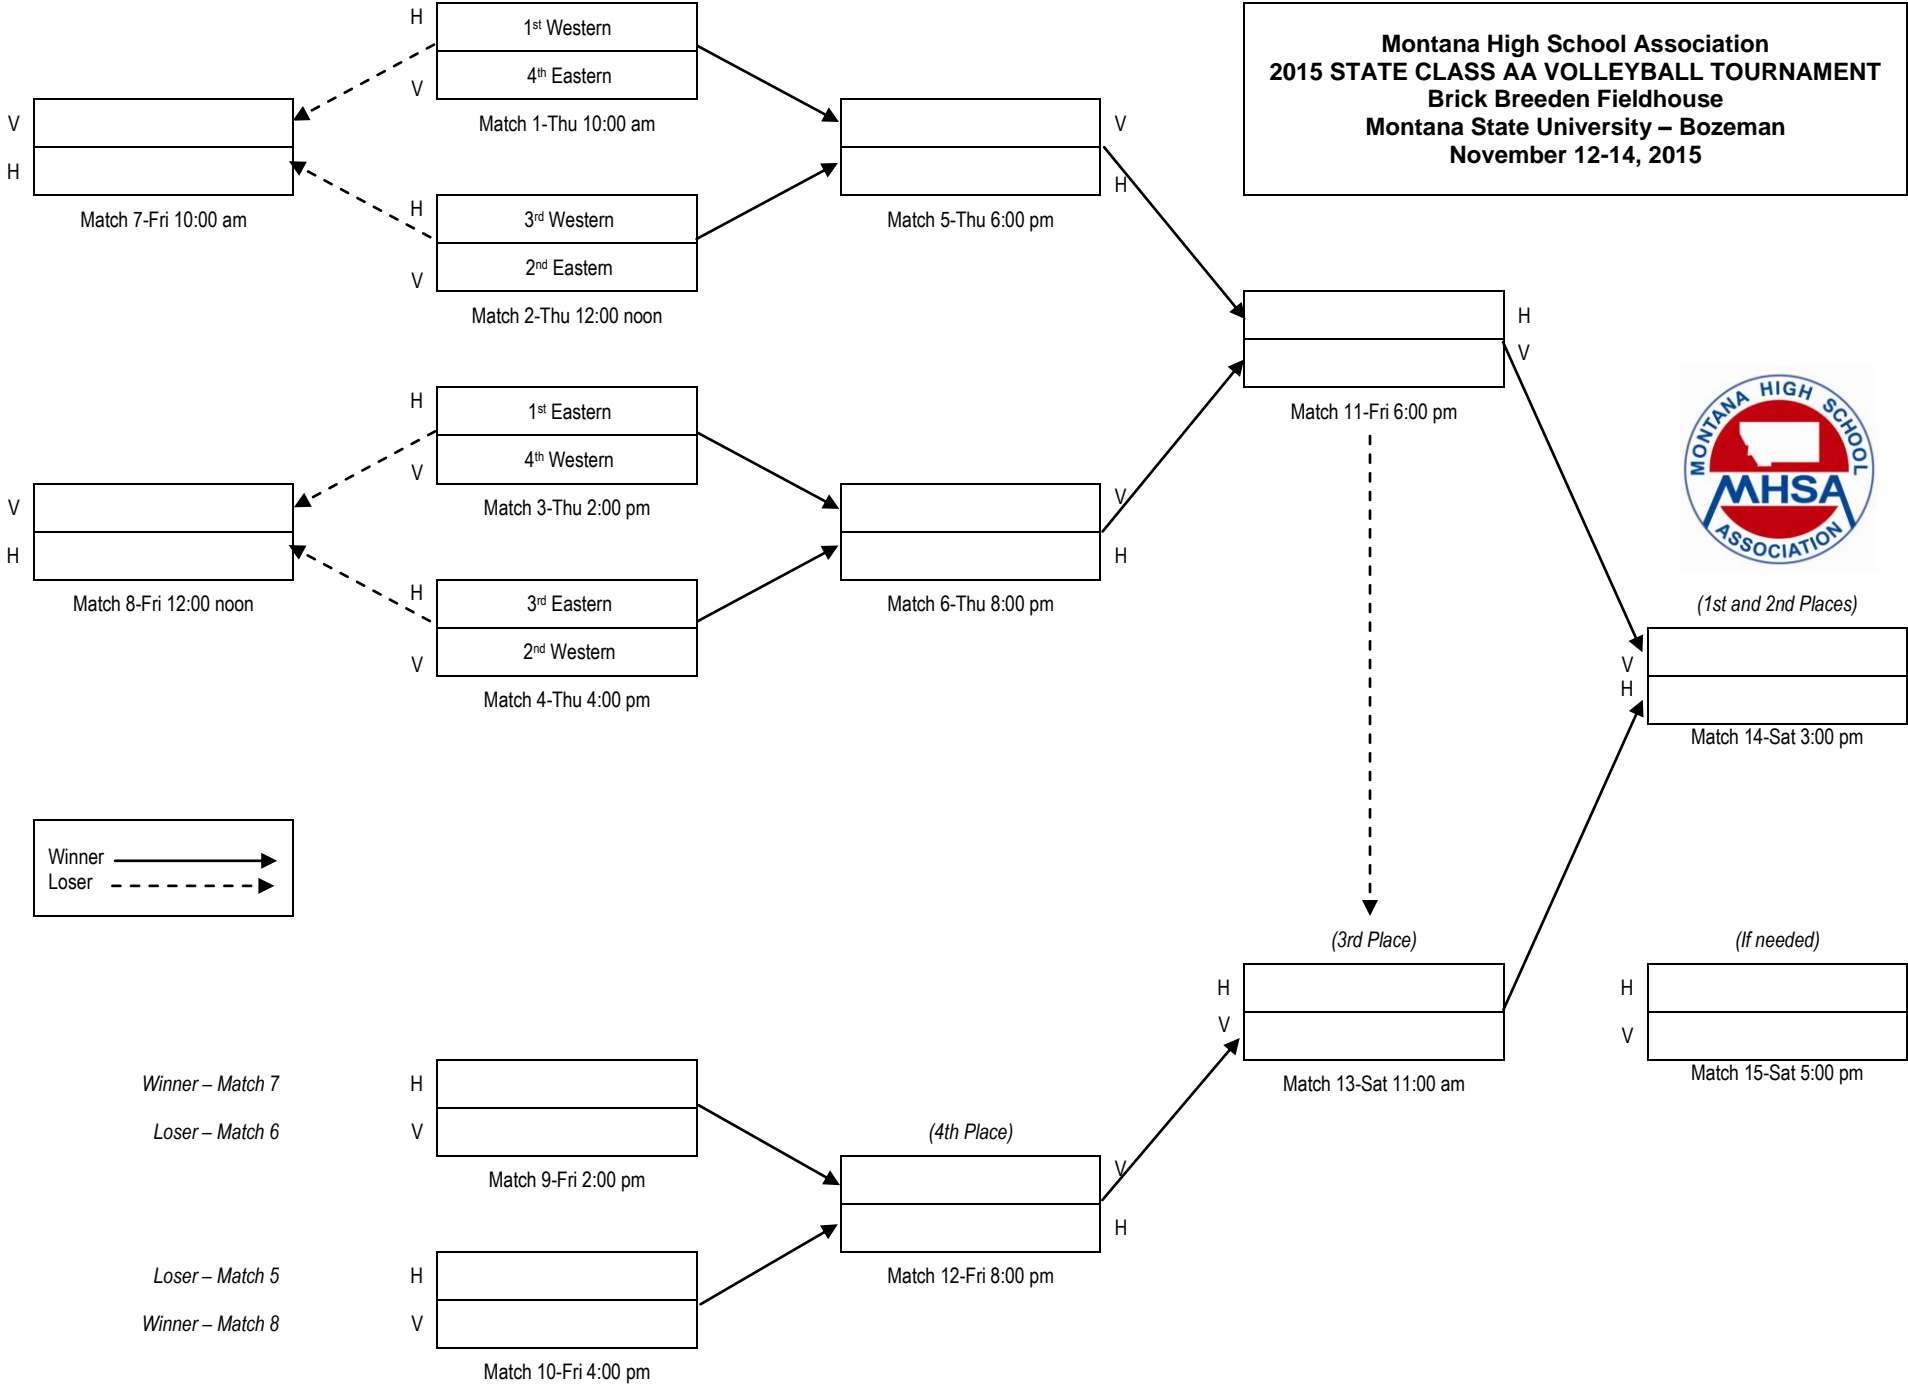 Montana High School Association
2015 STATE CLASS AA VOLLEYBALL TOURNAMENT
Brick Breeden Fieldhouse
Montana State University – Bozeman
November 12-14, 2015
H
1st Western
V
4th Eastern
Match 1-Thu 10:00 am
V
H
Match 7-Fri 10:00 am
H
3rd Western
V
2nd Eastern
Match 2-Thu 12:00 noon
V
H
Match 5-Thu 6:00 pm
H
1st Eastern
V
4th Western
Match 3-Thu 2:00 pm
V
H
Match 8-Fri 12:00 noon
H
3rd Eastern
V
2nd Western
Match 4-Thu 4:00 pm
V
H
Match 6-Thu 8:00 pm
H
V
Match 11-Fri 6:00 pm
MONTANA HIGH SCHOOL
MHSA
ASSOCIATION
(1st and 2nd Places)
V
H
Match 14-Sat 3:00 pm
Winner
Loser
(3rd Place)
H
V
Match 13-Sat 11:00 am
(If needed)
H
V
Match 15-Sat 5:00 pm
Winner – Match 7 H
Loser – Match 6 V
Match 9-Fri 2:00 pm
(4th Place)
V
H
Match 12-Fri 8:00 pm
Loser – Match 5 H
Winner – Match 8 V
Match 10-Fri 4:00 pm